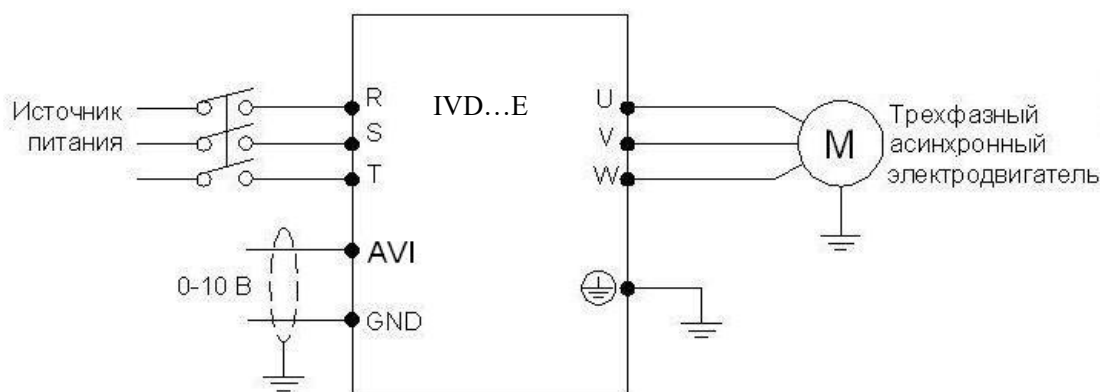 IVD...E
Источник
питания
R
S
T
AVI
0-10 В
GND
U
V
W
M
Трехфазный
асинхронный
электродвигатель